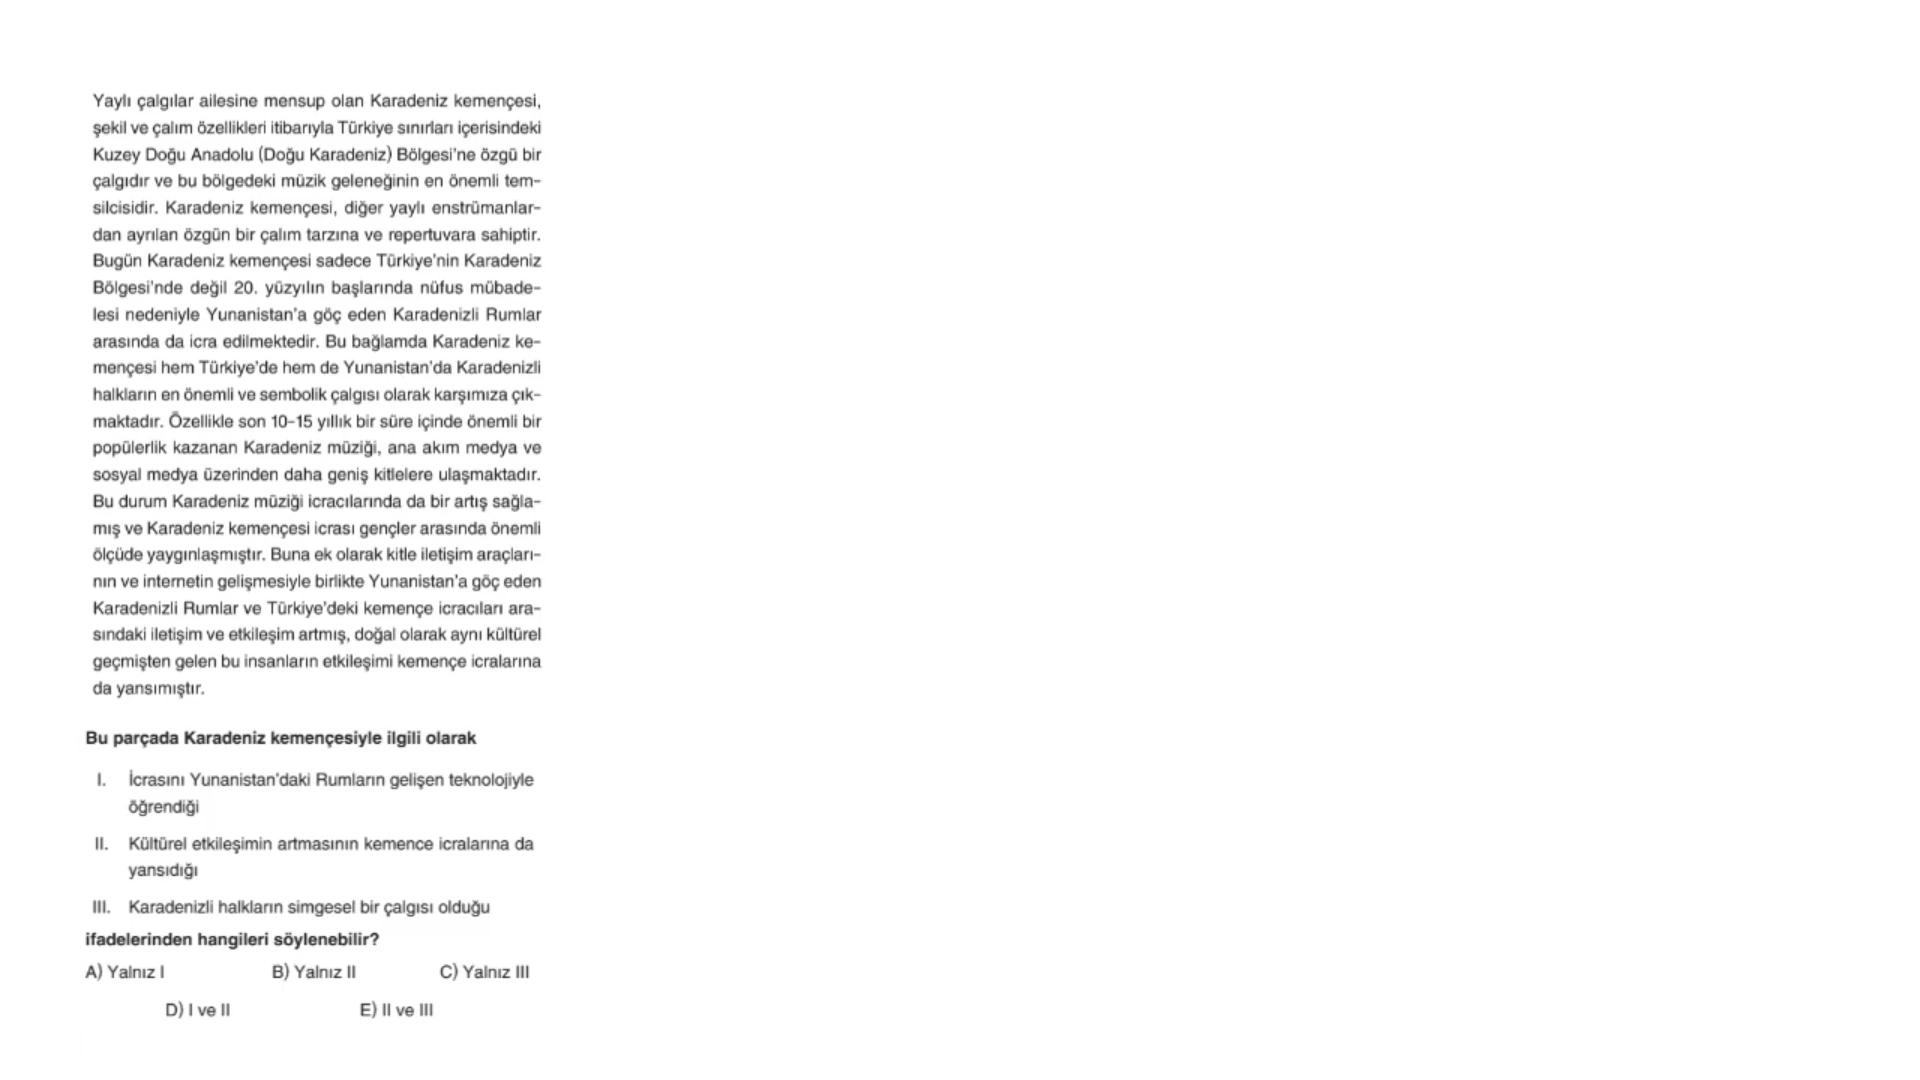 Yaylı çalgılar ailesine mensup olan Karadeniz kemençesi,
şekil ve çalım özellikleri itibarıyla Türkiye sınırları içerisindeki
Kuzey Doğu Anadolu (Doğu Karadeniz) Bölgesi'ne özgü bir
çalgıdır ve bu bölgedeki müzik geleneğinin en önemli tem-
silcisidir. Karadeniz kemençesi, diğer yaylı enstrümanlar-
dan ayrılan özgün bir çalım tarzına ve repertuvara sahiptir.
Bugün Karadeniz kemençesi sadece Türkiye'nin Karadeniz
Bölgesi'nde değil 20. yüzyılın başlarında nüfus mübade-
lesi nedeniyle Yunanistan'a göç eden Karadenizli Rumlar
arasında da icra edilmektedir. Bu bağlamda Karadeniz ke-
mençesi hem Türkiye'de hem de Yunanistan'da Karadenizli
halkların en önemli ve sembolik çalgısı olarak karşımıza çık-
maktadır. Özellikle son 10-15 yıllık bir süre içinde önemli bir
popülerlik kazanan Karadeniz müziği, ana akım medya ve
sosyal medya üzerinden daha geniş kitlelere ulaşmaktadır.
Bu durum Karadeniz müziği icracılarında da bir artış sağla-
mış ve Karadeniz kemençesi icrası gençler arasında önemli
ölçüde yaygınlaşmıştır. Buna ek olarak kitle iletişim araçları-
nın ve internetin gelişmesiyle birlikte Yunanistan'a göç eden
Karadenizli Rumlar ve Türkiye'deki kemençe icracıları ara-
sındaki iletişim ve etkileşim artmış, doğal olarak aynı kültürel
geçmişten gelen bu insanların etkileşimi kemençe icralarına
da yansımıştır.
Bu parçada Karadeniz kemençesiyle ilgili olarak
I. İcrasını Yunanistan'daki Rumların gelişen teknolojiyle
öğrendiği
II. Kültürel etkileşimin artmasının kemence icralarına da
yansıdığı
III. Karadenizli halkların simgesel bir çalgısı olduğu
ifadelerinden hangileri söylenebilir?
A) Yalnız I B) Yalnız II C) Yalnız III
D) I ve II E) II ve III